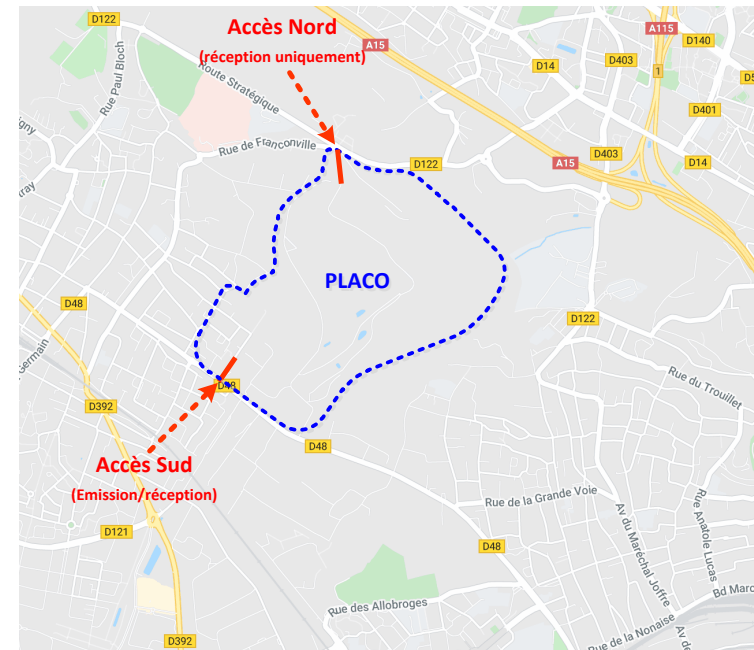 D122
Accès Nord
(réception uniquement)
A15
A115
D140
D403
D14
D401
1
Rue Paul Bloch
Route Stratégique
Rue de Franconville
D122
A15
D403
D14
PLACO
D48
D122
D48
D392
Rue du Trouillet
Accès Sud
(Emission/réception)
D48
Rue de la Grande Voie
Av du Maréchal Joffre
Rue Anatole Lucas
D121
D48
Rue des Allobroges
Rue de la Nonaise
D392